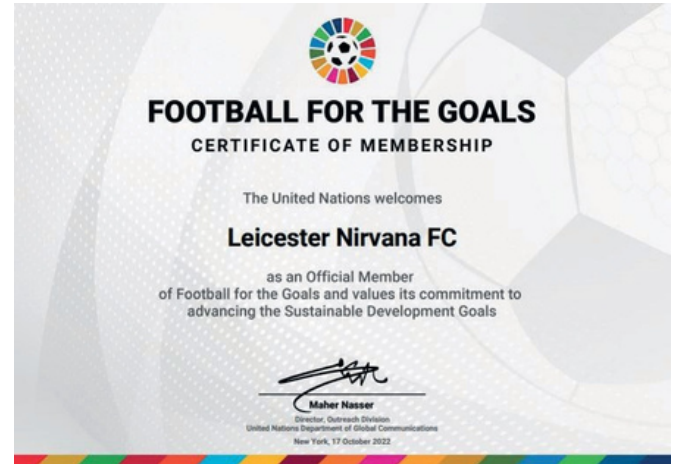 FOOTBALL FOR THE GOALS
CERTIFICATE OF MEMBERSHIP
The United Nations welcomes
Leicester Nirvana FC
as an Official Member
of Football for the Goals and values its commitment to
advancing the Sustainable Development Goals
Maher Nasser
Director, Outreach Division
United Nations Department of Global Communications
New York, 17 October 2022